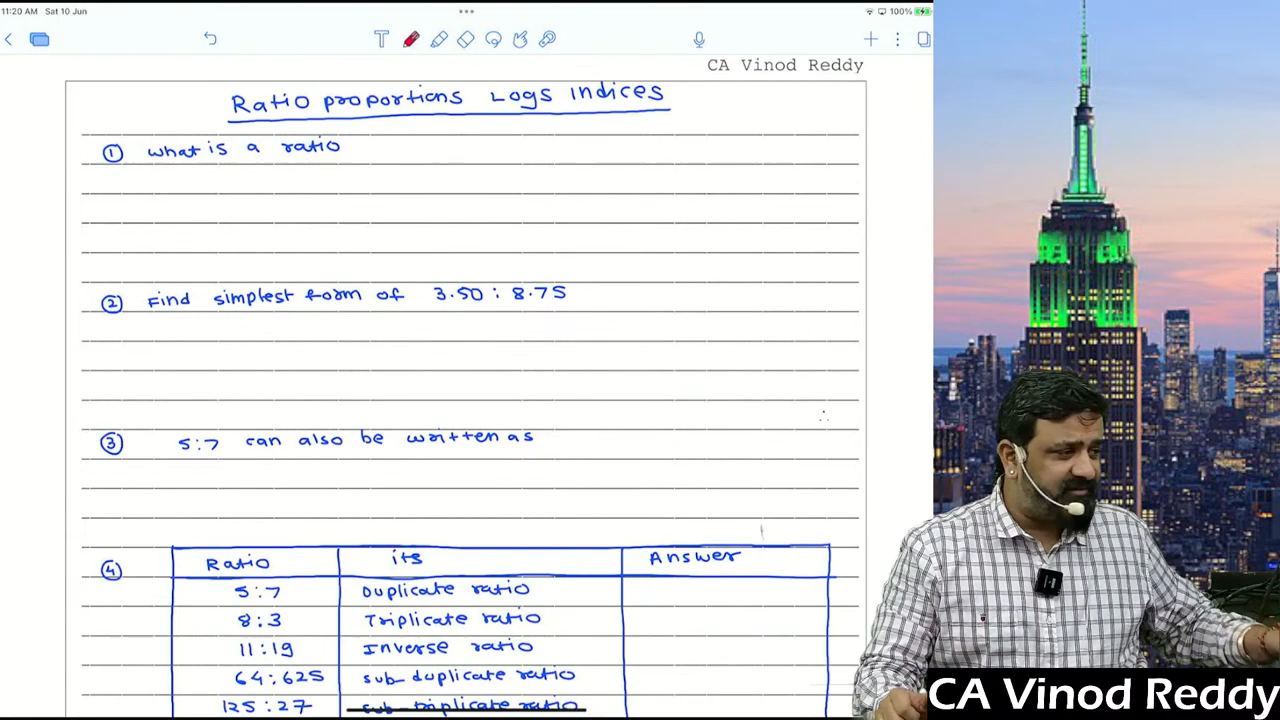 11:20 AM Sat 10 Jun
100%
CA Vinod Reddy
Ratio proportions Logs Indices
① what is a ratio
② Find simplest form of 3.50 : 8.75
③ 5:7 can also be written as
④ Ratio its Answer
5:7 Duplicate ratio
8:3 Triplicate ratio
11:19 Inverse ratio
64:625 sub-duplicate ratio
125:27 sub-triplicate ratio
CA Vinod Reddy